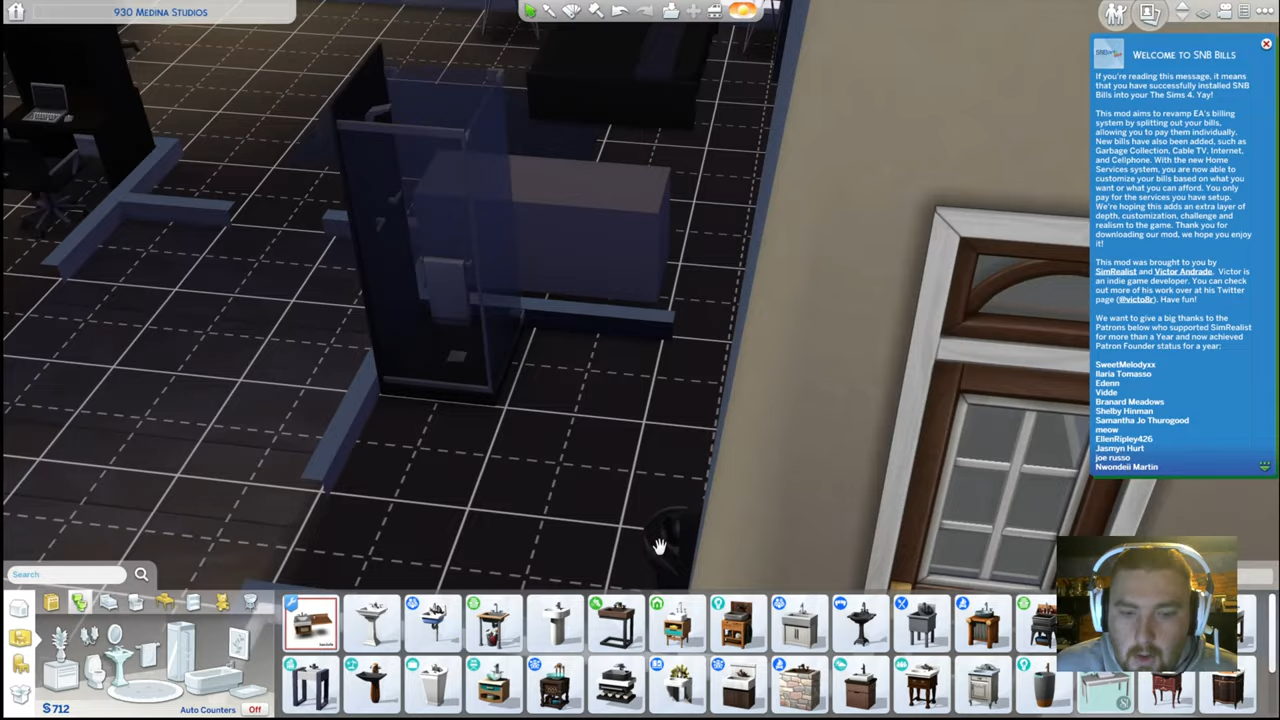 930 Medina Studios
Welcome to SNB Bills
If you're reading this message, it means
that you have successfully installed SNB
Bills into your The Sims 4. Yay!
This mod aims to revamp EA's billing
system by splitting out your bills,
allowing you to pay them individually.
New bills have also been added, such as
Garbage Collection, Cable TV, Internet,
and Cellphone. With the new Home
Services system, you are now able to
customize your bills based on what you
want or what you can afford. You only
pay for the services you have setup.
We're hoping this adds an extra layer of
depth, customization, challenge and
realism to the game. Thank you for
downloading our mod, we hope you enjoy
it!
This mod was brought to you by
SimRealist and Victor Andrade. Victor is
an indie game developer. You can check
out more of his work over at his Twitter
page (@victo8r). Have fun!
We want to give a big thanks to the
Patrons below who supported SimRealist
for more than a Year and now achieved
Patron Founder status for a year:
SweetMelodyxx
Ilaria Tomasso
Edenn
Vidde
Branard Meadows
Shelby Hinman
Samantha Jo Thurogood
meow
EllenRipley426
Jasmyn Hurt
joe russo
Nwondeii Martin
Search
§712
Auto Counters Off